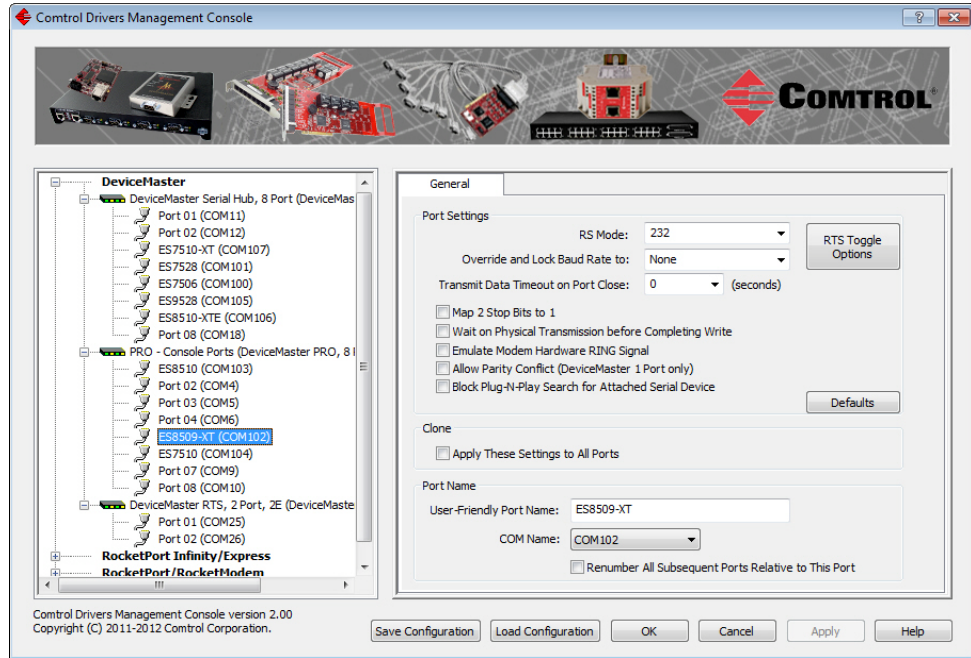 Comtrol Drivers Management Console
COMTROL
DeviceMaster
DeviceMaster Serial Hub, 8 Port (DeviceMas
Port 01 (COM11)
Port 02 (COM12)
ES7510-XT (COM107)
ES7528 (COM101)
ES7506 (COM100)
ES9528 (COM105)
ES8510-XTE (COM106)
Port 08 (COM18)
PRO - Console Ports (DeviceMaster PRO, 8 
ES8510 (COM103)
Port 02 (COM4)
Port 03 (COM5)
Port 04 (COM6)
ES8509-XT (COM102)
ES7510 (COM104)
Port 07 (COM9)
Port 08 (COM10)
DeviceMaster RTS, 2 Port, 2E (DeviceMaste
Port 01 (COM25)
Port 02 (COM26)
RocketPort Infinity/Express
RocketPort/RocketModem
General
Port Settings
RS Mode: 232
RTS Toggle
Options
Override and Lock Baud Rate to: None
Transmit Data Timeout on Port Close: 0 (seconds)
Map 2 Stop Bits to 1
Wait on Physical Transmission before Completing Write
Emulate Modem Hardware RING Signal
Allow Parity Conflict (DeviceMaster 1 Port only)
Block Plug-N-Play Search for Attached Serial Device
Defaults
Clone
Apply These Settings to All Ports
Port Name
User-Friendly Port Name: ES8509-XT
COM Name: COM102
Renumber All Subsequent Ports Relative to This Port
Comtrol Drivers Management Console version 2.00
Copyright (C) 2011-2012 Comtrol Corporation.
Save Configuration Load Configuration OK Cancel Apply Help